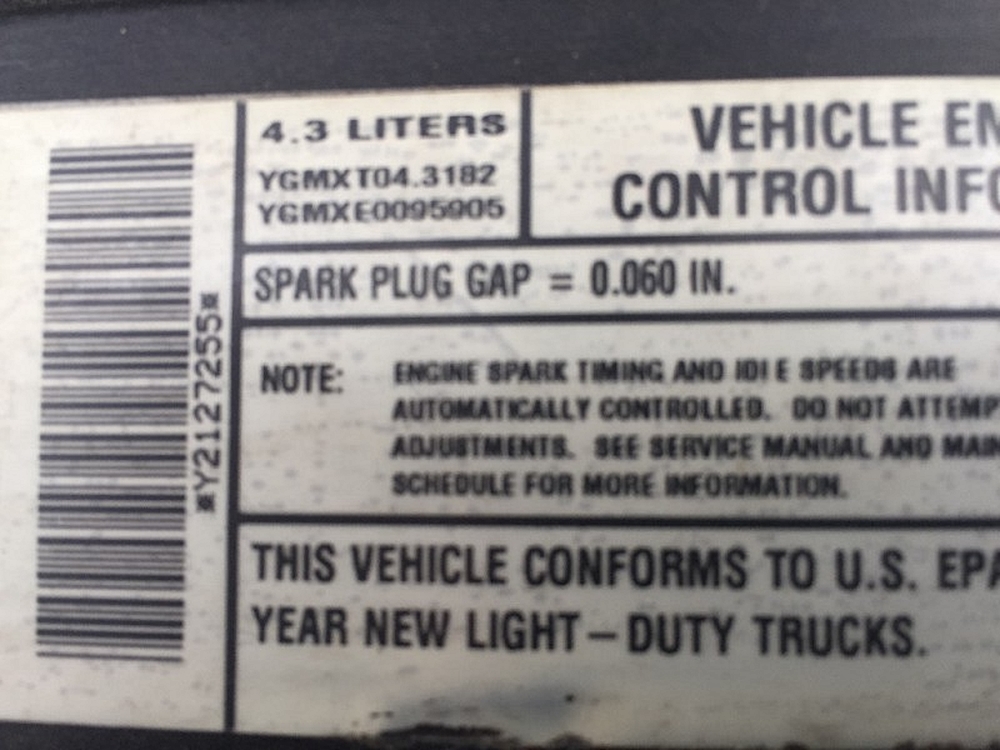 4.3 LITERS
YGMXT04.3182
YGMXE0095905
VEHICLE EN
CONTROL INFO
SPARK PLUG GAP = 0.060 IN.
NOTE: ENGINE SPARK TIMING AND IDLE SPEEDS ARE
AUTOMATICALLY CONTROLLED. DO NOT ATTEMP
ADJUSTMENTS. SEE SERVICE MANUAL AND MAIN
SCHEDULE FOR MORE INFORMATION.
THIS VEHICLE CONFORMS TO U.S. EPA
YEAR NEW LIGHT-DUTY TRUCKS.
*Y2127255*